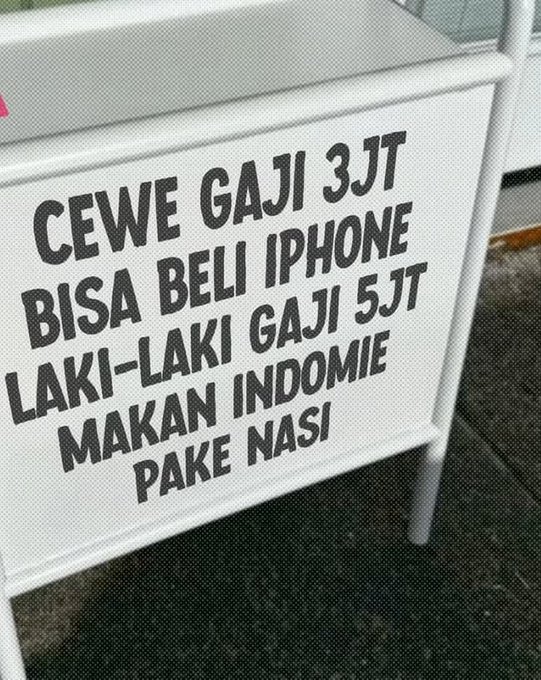 CEWE GAJI 3JT
BISA BELI IPHONE
LAKI-LAKI GAJI 5JT
MAKAN INDOMIE
PAKE NASI